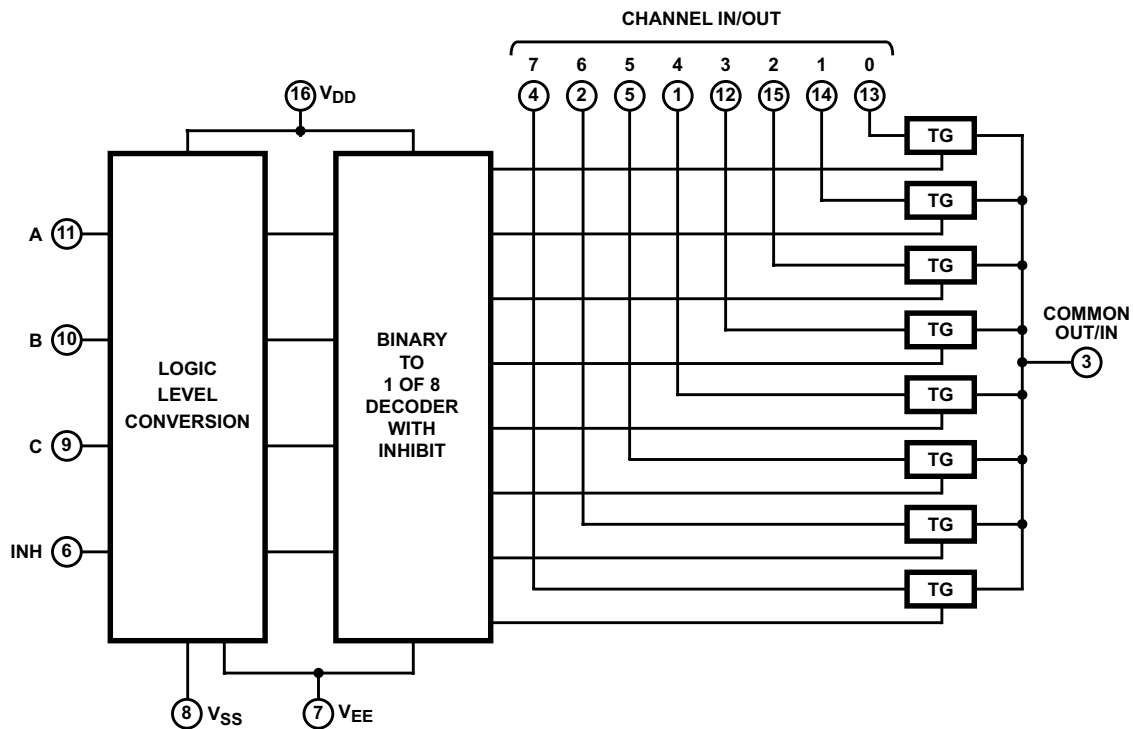 CHANNEL IN/OUT
7 6 5 4 3 2 1 0
4 2 5 1 12 15 14 13
16 VDD
TG
TG
TG
TG
TG
TG
TG
TG
A 11
B 10
C 9
INH 6
LOGIC
LEVEL
CONVERSION
BINARY
TO
1 OF 8
DECODER
WITH
INHIBIT
COMMON
OUT/IN
3
8 VSS
7 VEE